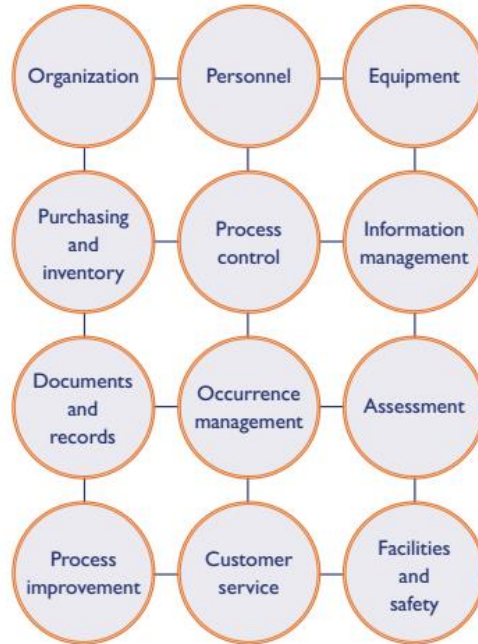 Organization
Personnel
Equipment
Purchasing
and
inventory
Process
control
Information
management
Documents
and
records
Occurrence
management
Assessment
Process
improvement
Customer
service
Facilities
and
safety